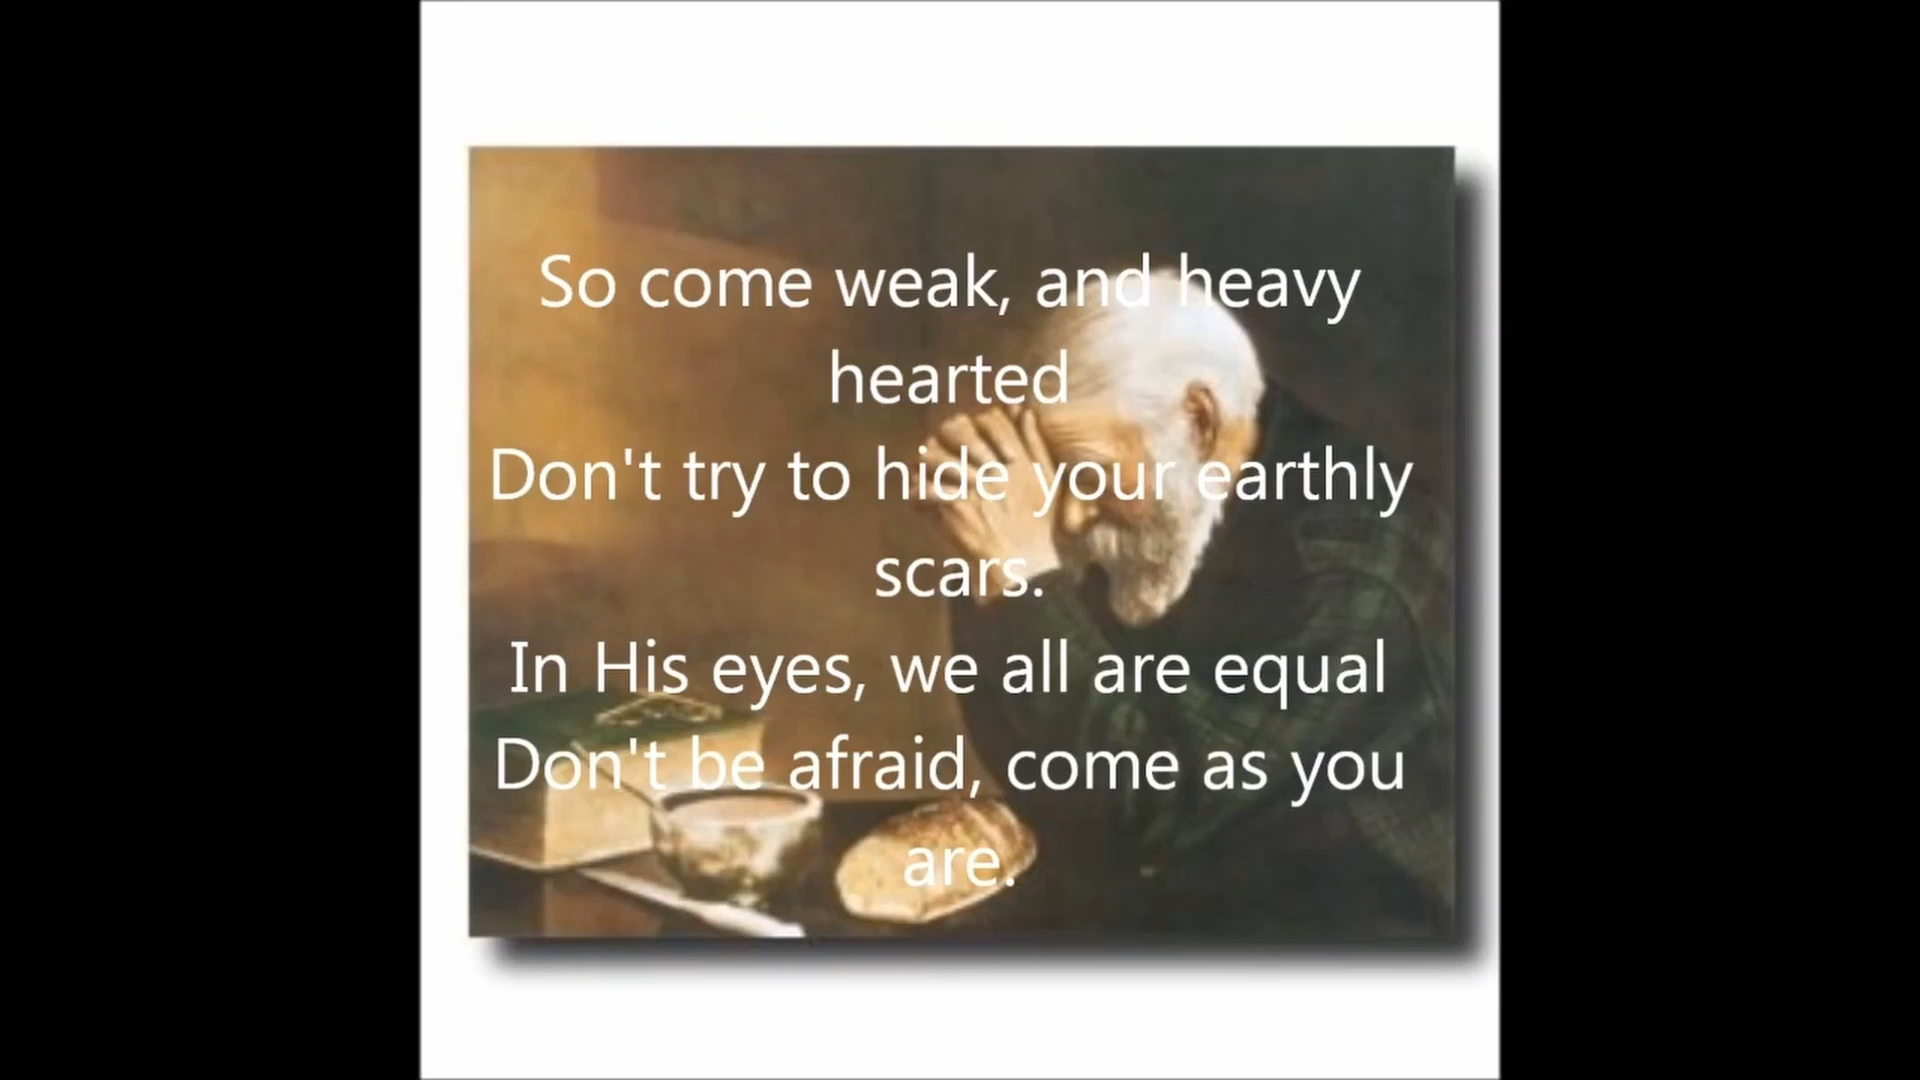 So come weak, and heavy
hearted
Don't try to hide your earthly
scars.
In His eyes, we all are equal
Don't be afraid, come as you
are.